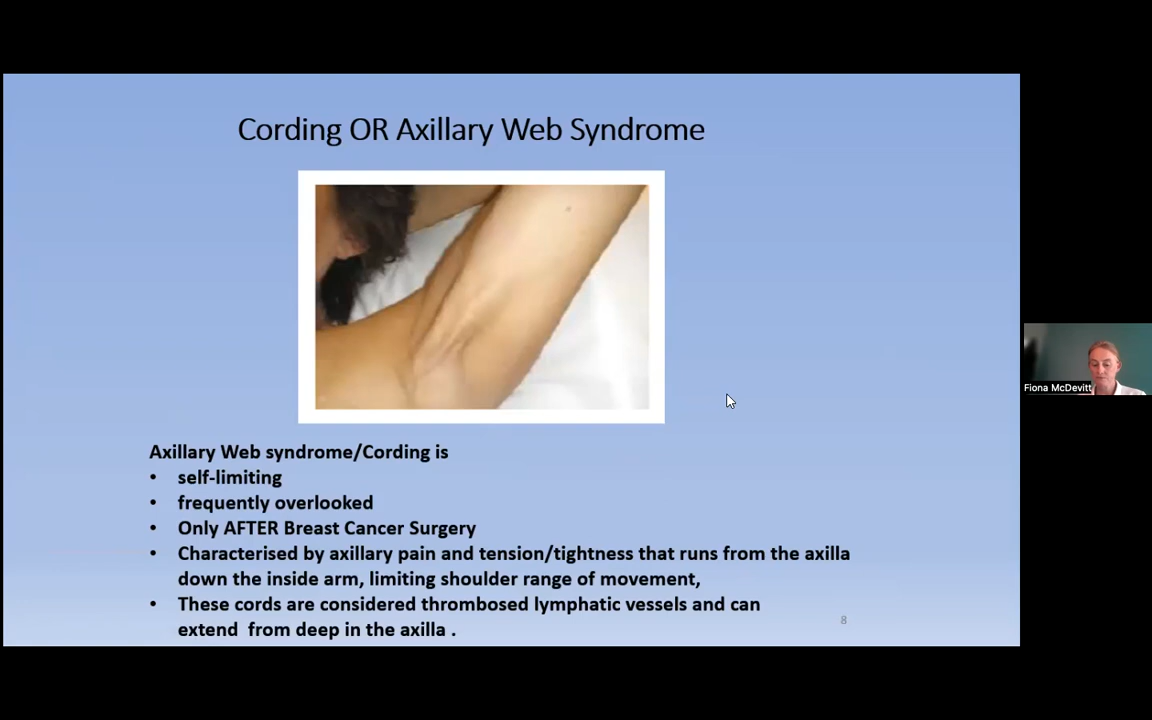 Cording OR Axillary Web Syndrome
Fiona McDevitt
Axillary Web syndrome/Cording is
• self-limiting
• frequently overlooked
• Only AFTER Breast Cancer Surgery
• Characterised by axillary pain and tension/tightness that runs from the axilla
down the inside arm, limiting shoulder range of movement,
• These cords are considered thrombosed lymphatic vessels and can
extend from deep in the axilla .
8